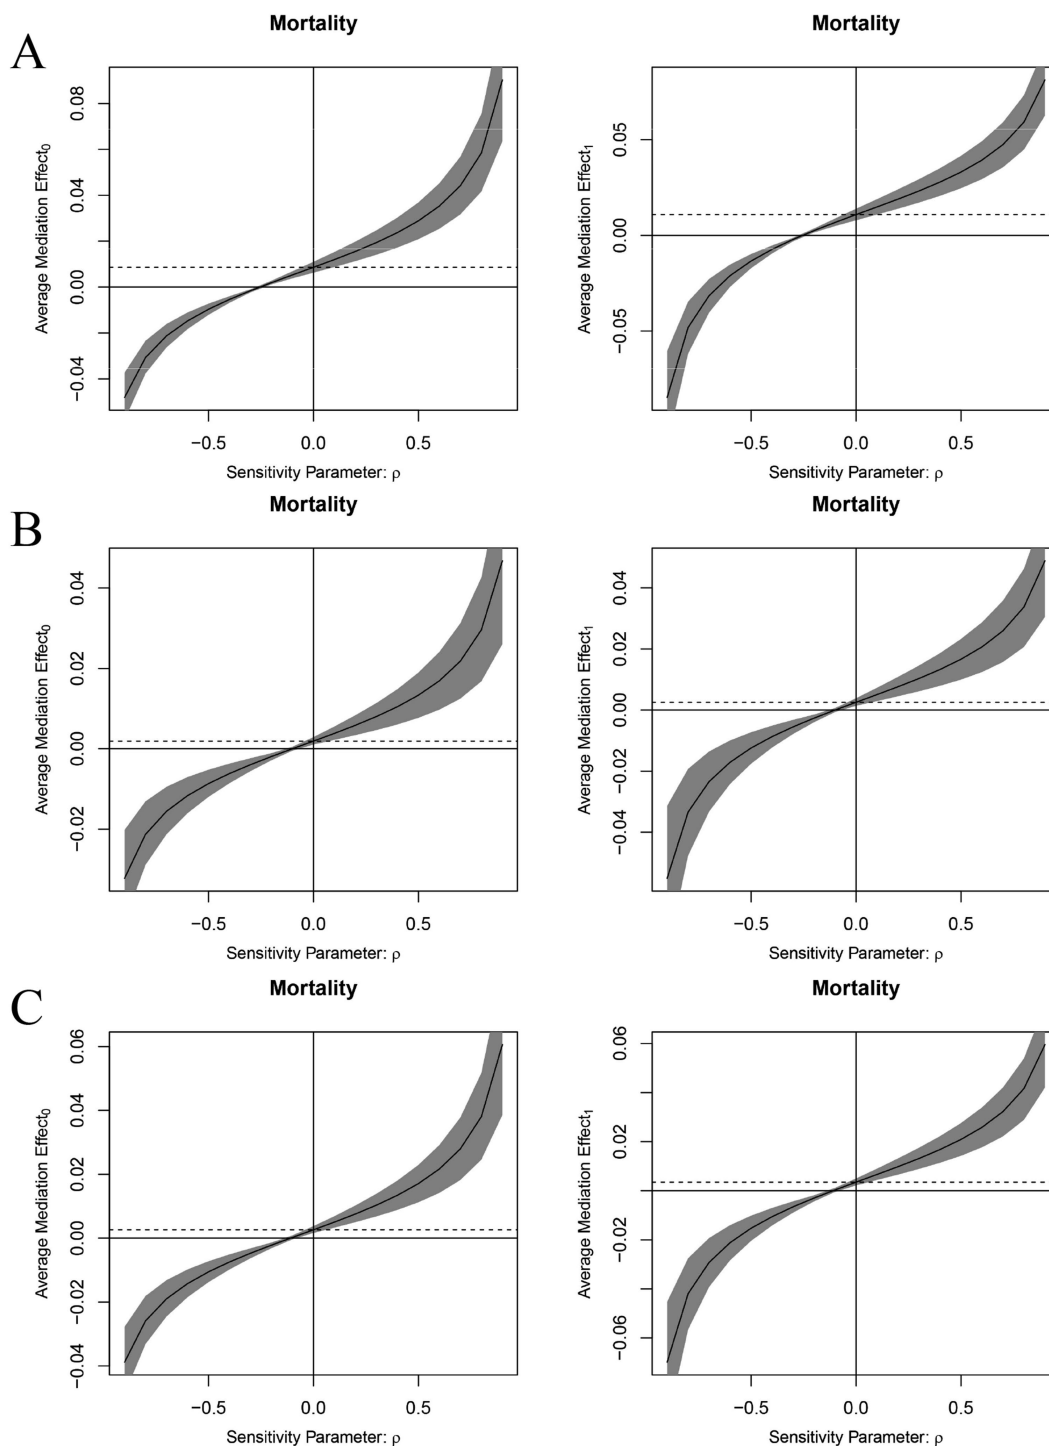 A
Mortality
Average Mediation Effect₀
0.08
0.04
0.00
−0.04
−0.5 0.0 0.5
Sensitivity Parameter: ρ
Mortality
Average Mediation Effect₁
0.05
0.00
−0.05
−0.5 0.0 0.5
Sensitivity Parameter: ρ
B
Mortality
Average Mediation Effect₀
0.04
0.02
0.00
−0.02
−0.5 0.0 0.5
Sensitivity Parameter: ρ
Mortality
Average Mediation Effect₁
0.04
0.02
0.00
−0.02
−0.04
−0.5 0.0 0.5
Sensitivity Parameter: ρ
C
Mortality
Average Mediation Effect₀
0.06
0.04
0.02
0.00
−0.02
−0.04
−0.5 0.0 0.5
Sensitivity Parameter: ρ
Mortality
Average Mediation Effect₁
0.06
0.02
−0.02
−0.06
−0.5 0.0 0.5
Sensitivity Parameter: ρ